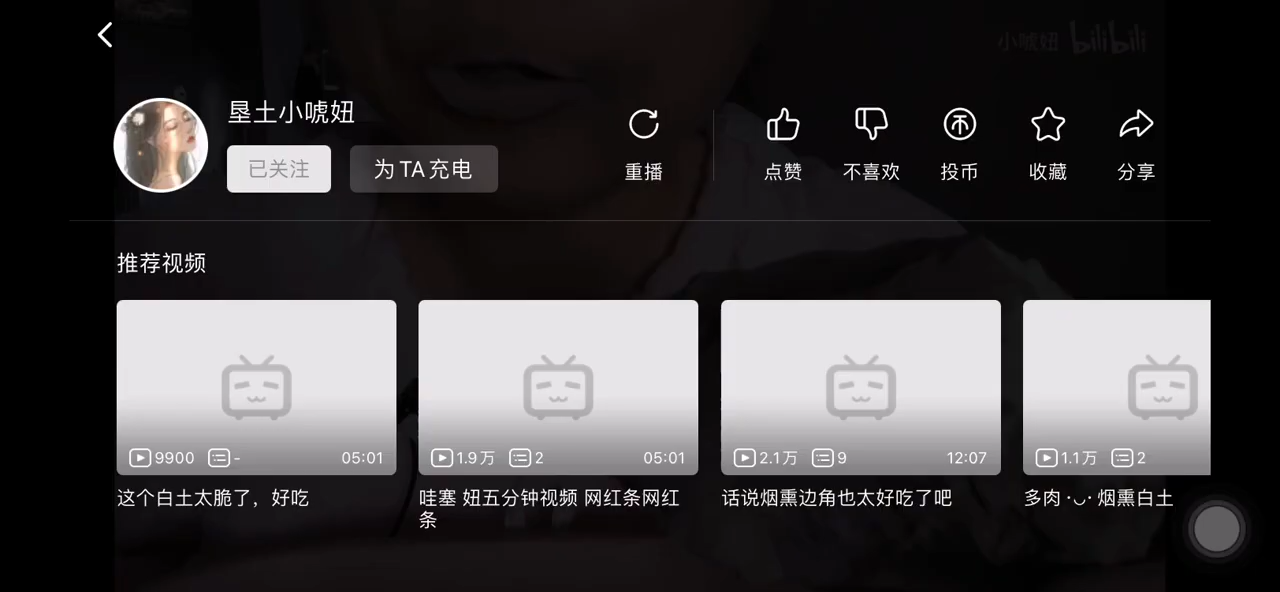 小唬妞 bilibili
垦土小唬妞
已关注
为TA充电
重播
点赞
不喜欢
投币
收藏
分享
推荐视频
9900
-
05:01
这个白土太脆了，好吃
1.9万
2
05:01
哇塞 妞五分钟视频 网红条网红
条
2.1万
9
12:07
话说烟熏边角也太好吃了吧
1.1万
2
多肉 ·◡· 烟熏白土